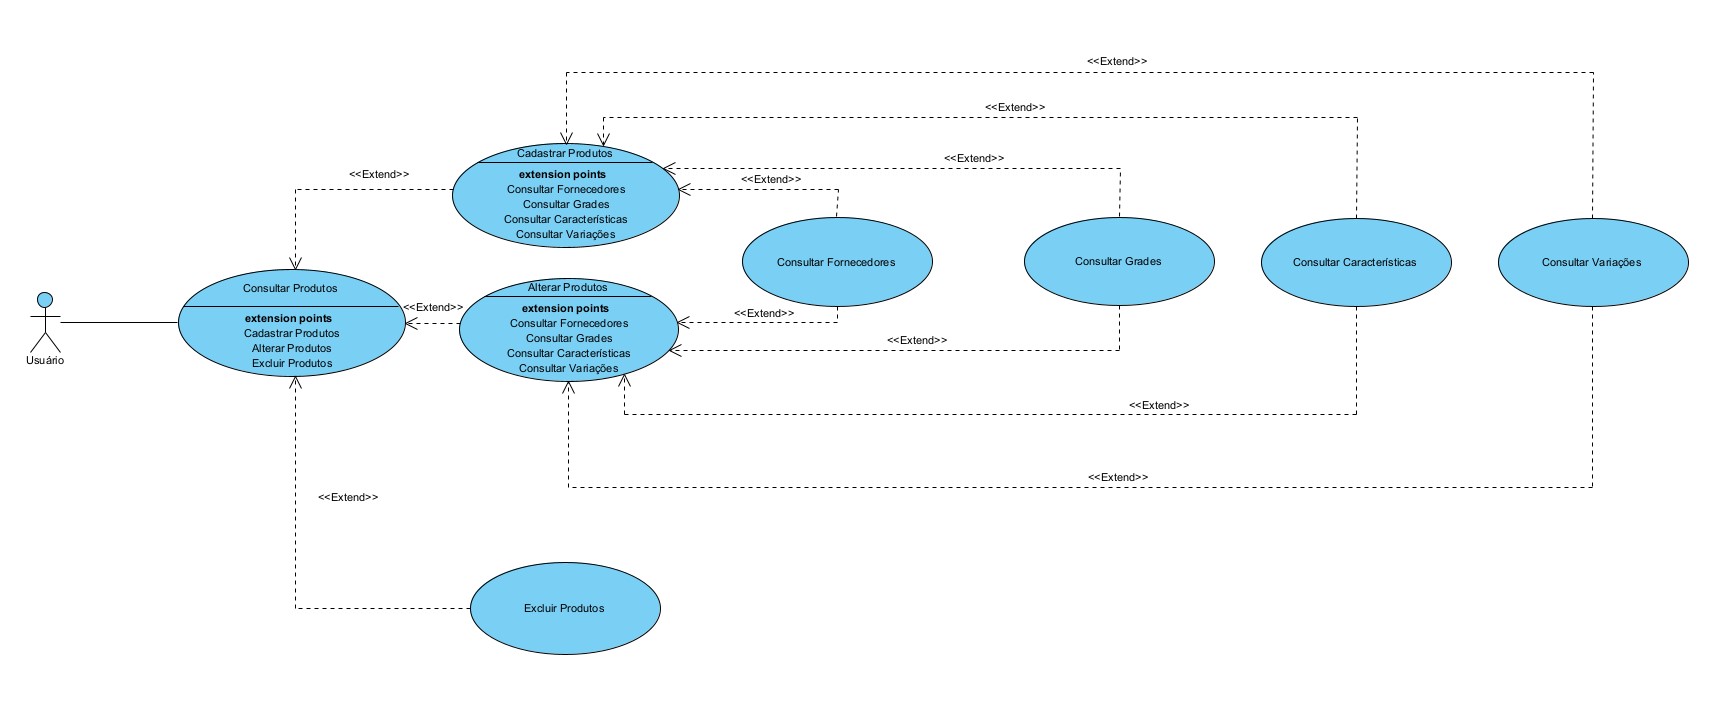 <<Extend>>
<<Extend>>
Cadastrar Produtos
extension points
Consultar Fornecedores
Consultar Grades
Consultar Características
Consultar Variações
<<Extend>>
<<Extend>>
<<Extend>>
Consultar Fornecedores
Consultar Grades
Consultar Características
Consultar Variações
Consultar Produtos
extension points
Cadastrar Produtos
Alterar Produtos
Excluir Produtos
<<Extend>>
Alterar Produtos
extension points
Consultar Fornecedores
Consultar Grades
Consultar Características
Consultar Variações
<<Extend>>
<<Extend>>
Usuário
<<Extend>>
<<Extend>>
<<Extend>>
Excluir Produtos